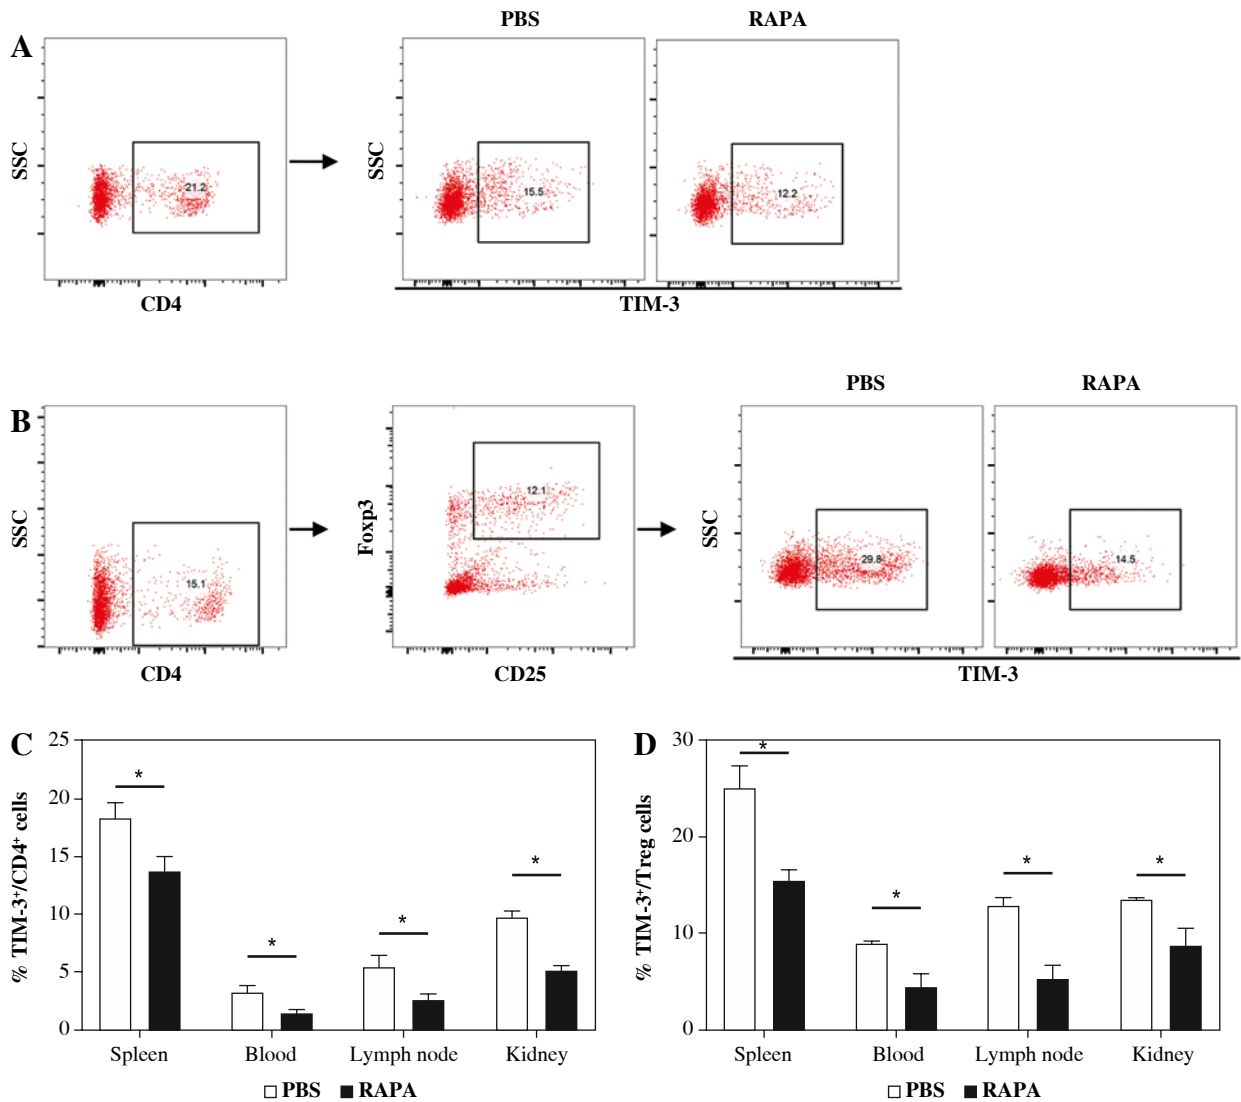 PBS RAPA
A
SSC
21.2
CD4
SSC
15.5
12.2
TIM-3
PBS RAPA
B
SSC
15.1
CD4
Foxp3
12.1
CD25
SSC
29.8
14.5
TIM-3
C
% TIM-3+/CD4+ cells
25
20
15
10
5
0
* * * *
Spleen Blood Lymph node Kidney
PBS RAPA
D
% TIM-3+/Treg cells
30
20
10
0
* * * *
Spleen Blood Lymph node Kidney
PBS RAPA